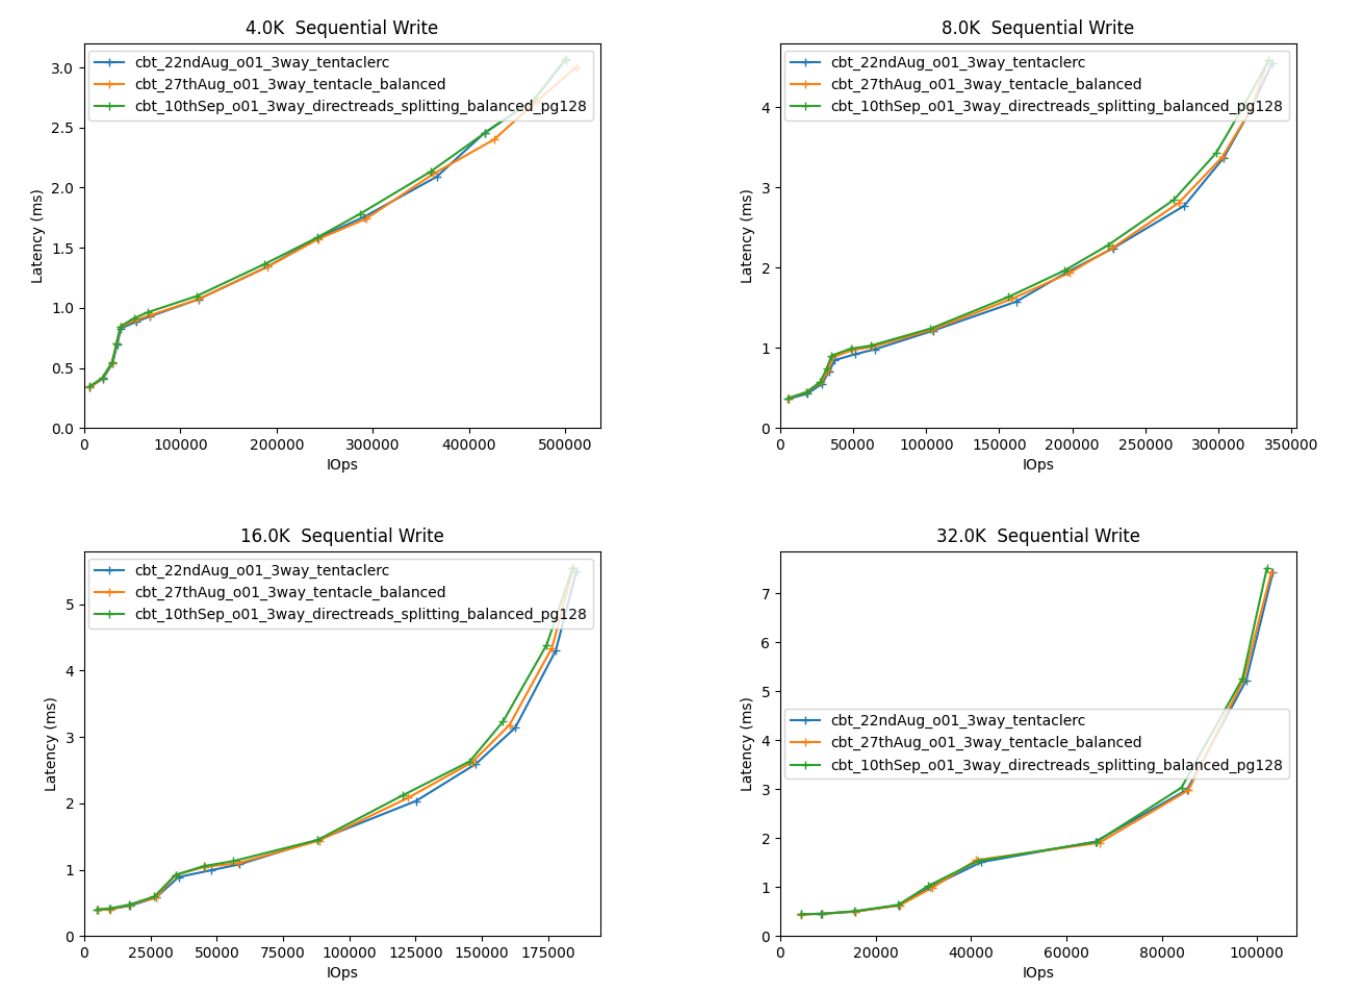 4.0K  Sequential Write
cbt_22ndAug_o01_3way_tentaclerc
cbt_27thAug_o01_3way_tentacle_balanced
cbt_10thSep_o01_3way_directreads_splitting_balanced_pg128
Latency (ms)
3.0
2.5
2.0
1.5
1.0
0.5
0.0
0 100000 200000 300000 400000 500000
IOps
8.0K  Sequential Write
cbt_22ndAug_o01_3way_tentaclerc
cbt_27thAug_o01_3way_tentacle_balanced
cbt_10thSep_o01_3way_directreads_splitting_balanced_pg128
Latency (ms)
4
3
2
1
0
0 50000 100000 150000 200000 250000 300000 350000
IOps
16.0K  Sequential Write
cbt_22ndAug_o01_3way_tentaclerc
cbt_27thAug_o01_3way_tentacle_balanced
cbt_10thSep_o01_3way_directreads_splitting_balanced_pg128
Latency (ms)
5
4
3
2
1
0
0 25000 50000 75000 100000 125000 150000 175000
IOps
32.0K  Sequential Write
cbt_22ndAug_o01_3way_tentaclerc
cbt_27thAug_o01_3way_tentacle_balanced
cbt_10thSep_o01_3way_directreads_splitting_balanced_pg128
Latency (ms)
7
6
5
4
3
2
1
0
0 20000 40000 60000 80000 100000
IOps